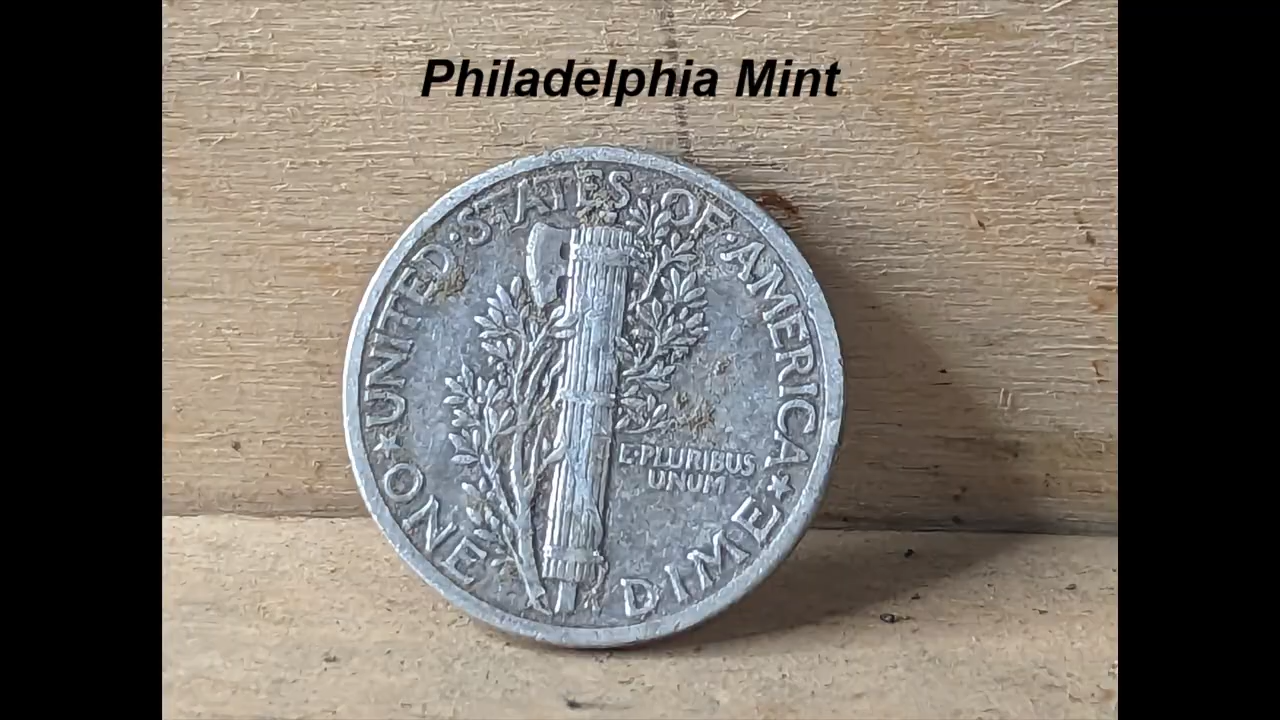 Philadelphia Mint
UNITED·STATES·OF·AMERICA
E·PLURIBUS
UNUM
★ONE DIME★